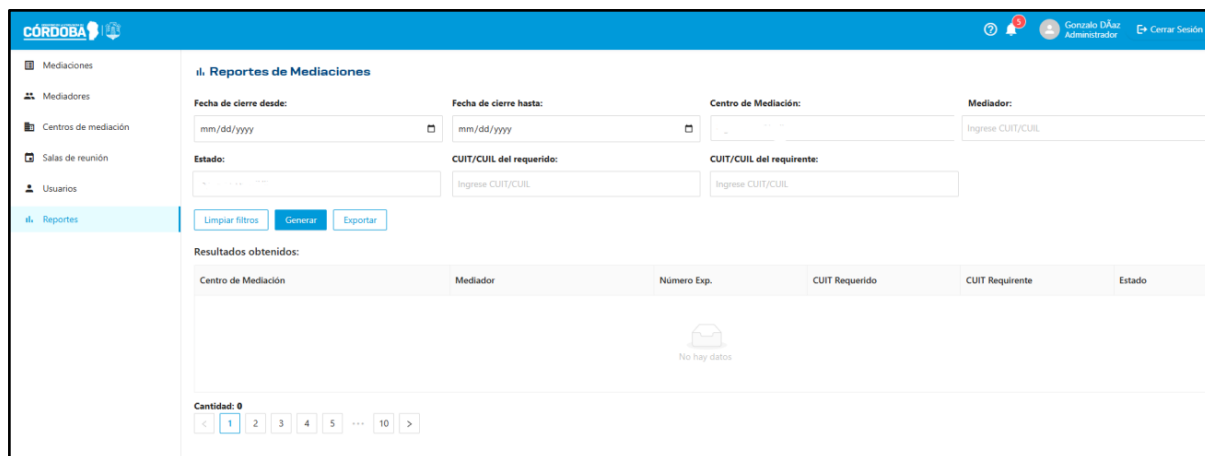 CÓRDOBA
5
Gonzalo DÃaz
Administrador
Cerrar Sesión
Mediaciones
Mediadores
Centros de mediación
Salas de reunión
Usuarios
Reportes
Reportes de Mediaciones
Fecha de cierre desde: Fecha de cierre hasta: Centro de Mediación: Mediador:
mm/dd/yyyy mm/dd/yyyy Ingrese CUIT/CUIL
Estado: CUIT/CUIL del requerido: CUIT/CUIL del requirente:
Ingrese CUIT/CUIL Ingrese CUIT/CUIL
Limpiar filtros Generar Exportar
Resultados obtenidos:
Centro de Mediación Mediador Número Exp. CUIT Requerido CUIT Requirente Estado
No hay datos
Cantidad: 0
< 1 2 3 4 5 ••• 10 >